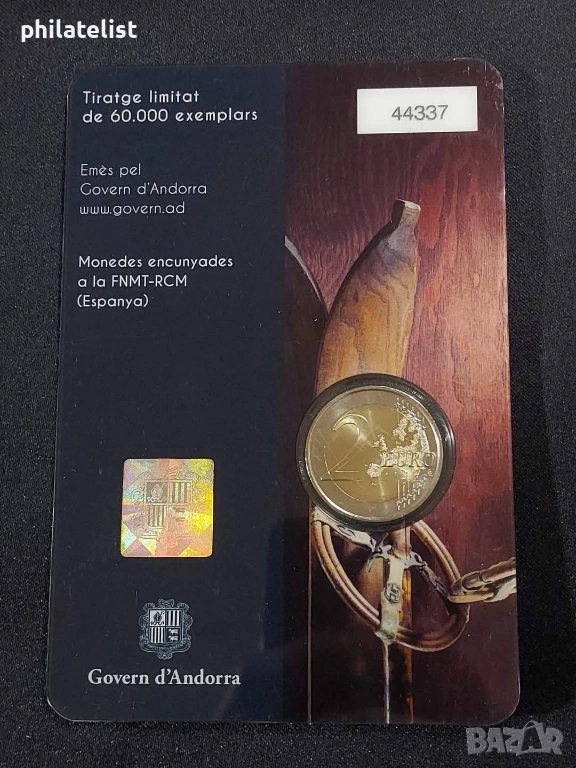 philatelist
Tiratge limitat
de 60.000 exemplars
44337
Emès pel
Govern d'Andorra
www.govern.ad
Monedes encunyades
a la FNMT-RCM
(Espanya)
2 EURO
Govern d'Andorra
BAZAR